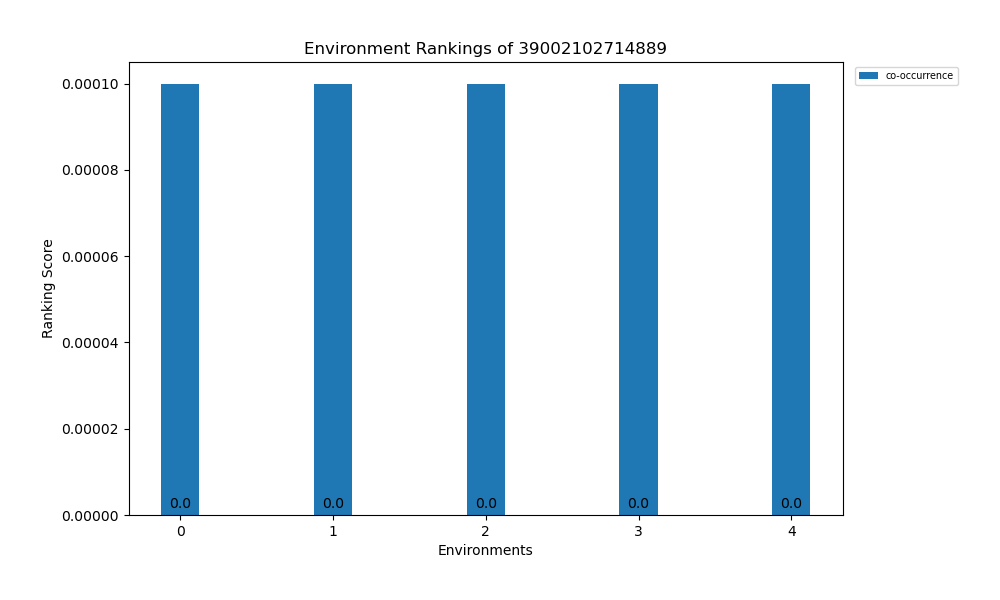 Environment Rankings of 39002102714889
co-occurrence
Ranking Score
0.00010
0.00008
0.00006
0.00004
0.00002
0.00000
0.0 0.0 0.0 0.0 0.0
0 1 2 3 4
Environments